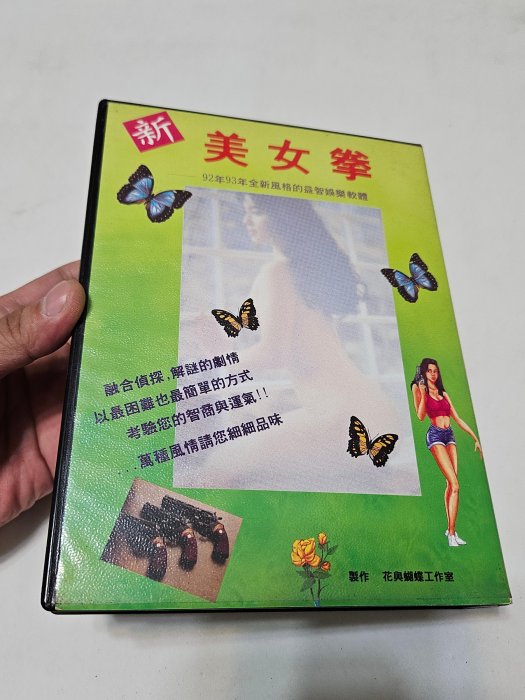 新
美女拳
92年93年全新風格的益智娛樂軟體
融合偵探，解謎的劇情
以最困難也最簡單的方式
考驗您的智商與運氣!!
...萬種風情請您細細品味
製作 花與蝴蝶工作室